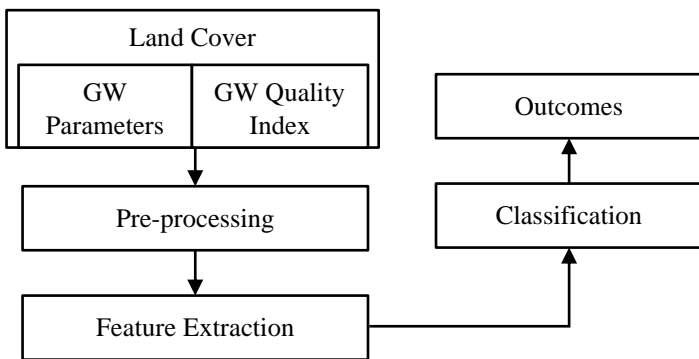 Land Cover
GW
Parameters
GW Quality
Index
Pre-processing
Feature Extraction
Classification
Outcomes